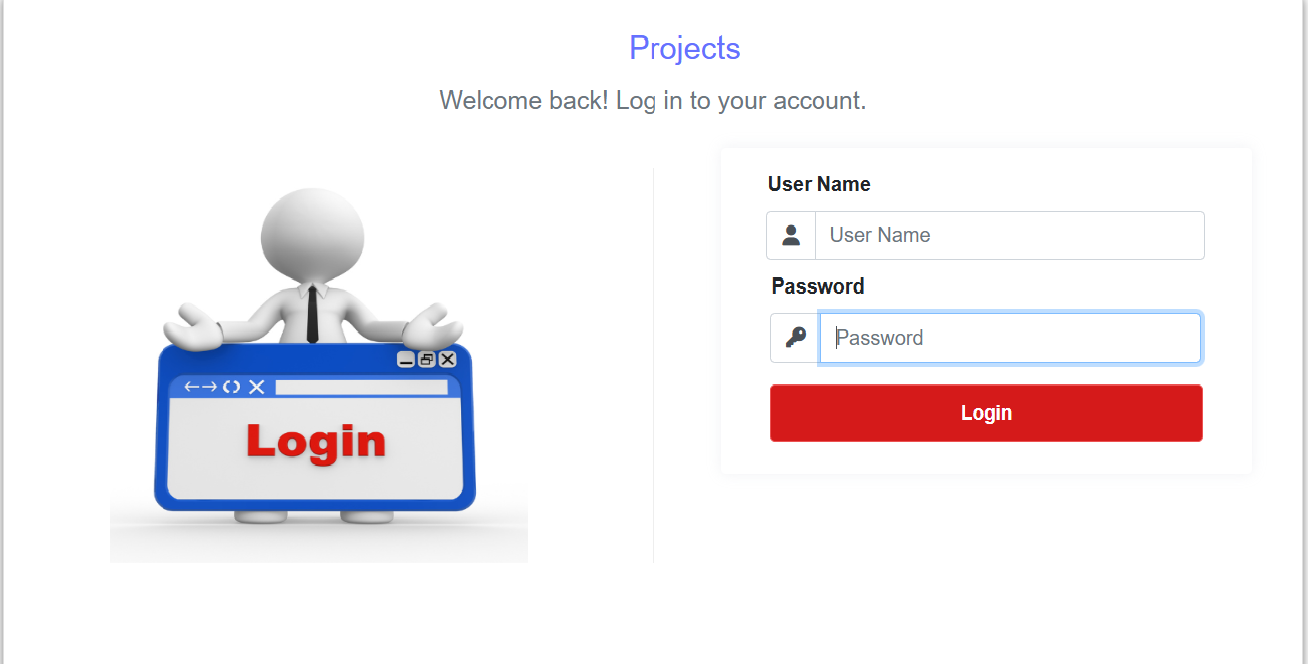 Projects
Welcome back! Log in to your account.
User Name
User Name
Password
Password
Login
Login